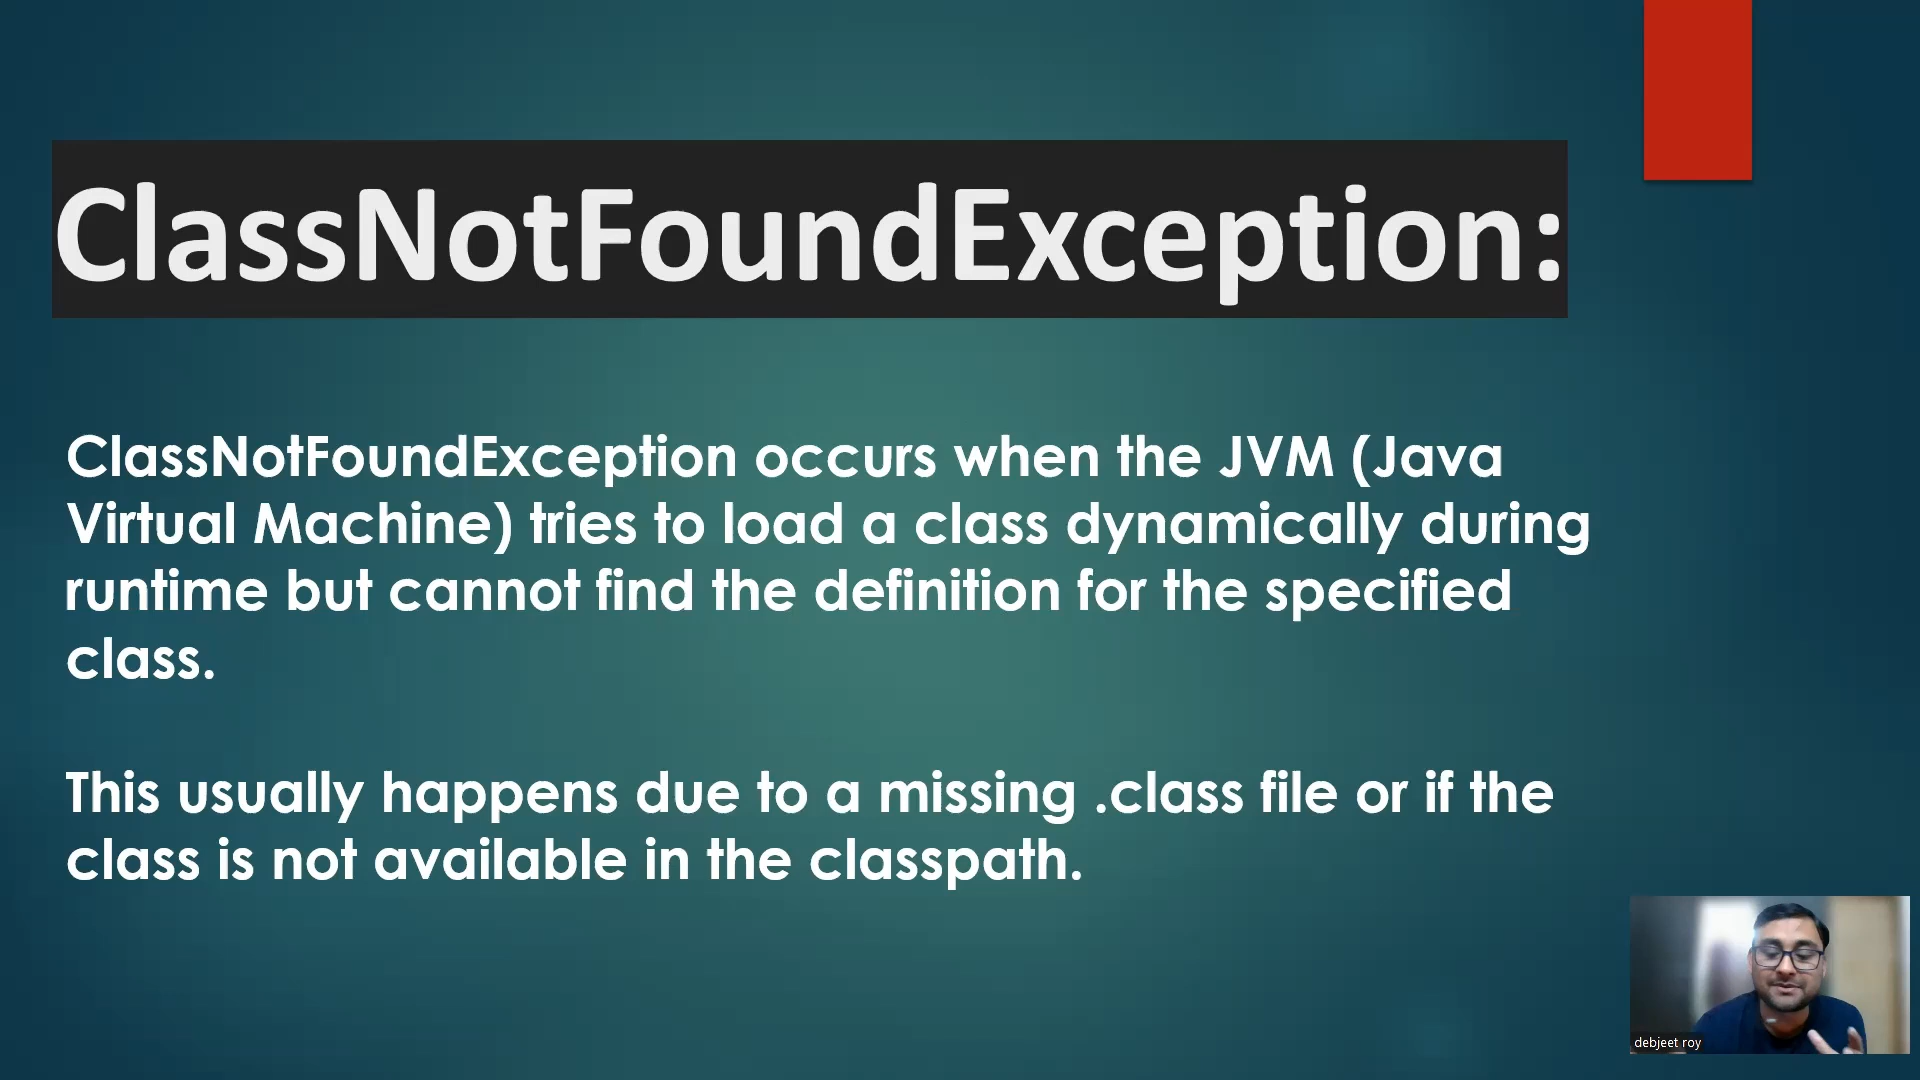 ClassNotFoundException:
ClassNotFoundException occurs when the JVM (Java
Virtual Machine) tries to load a class dynamically during
runtime but cannot find the definition for the specified
class.
This usually happens due to a missing .class file or if the
class is not available in the classpath.
debjeet roy